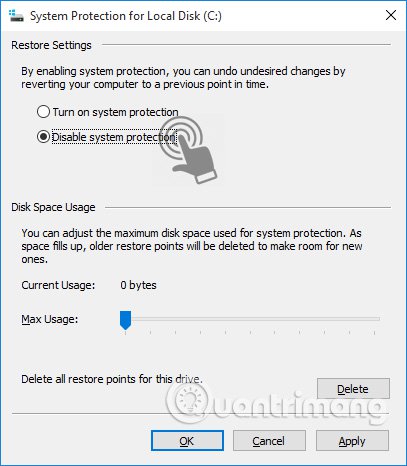 System Protection for Local Disk (C:)
Restore Settings
By enabling system protection, you can undo undesired changes by
reverting your computer to a previous point in time.
Turn on system protection
Disable system protection
Disk Space Usage
You can adjust the maximum disk space used for system protection. As
space fills up, older restore points will be deleted to make room for new
ones.
Current Usage: 0 bytes
Max Usage:
Delete all restore points for this drive.
Delete
Quantrimang
OK Cancel Apply